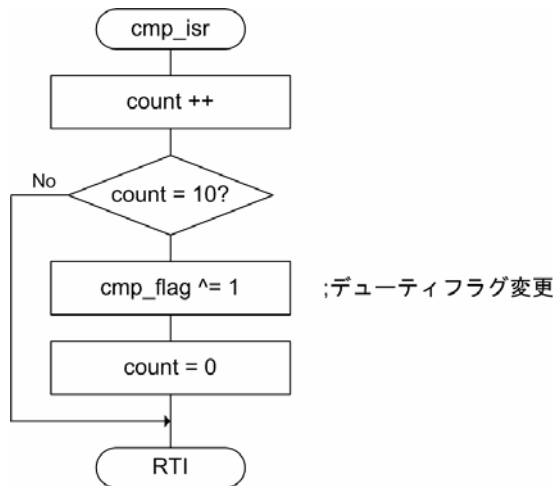 cmp_isr
count ++
No
count = 10?
cmp_flag ^= 1
;デューティフラグ変更
count = 0
RTI